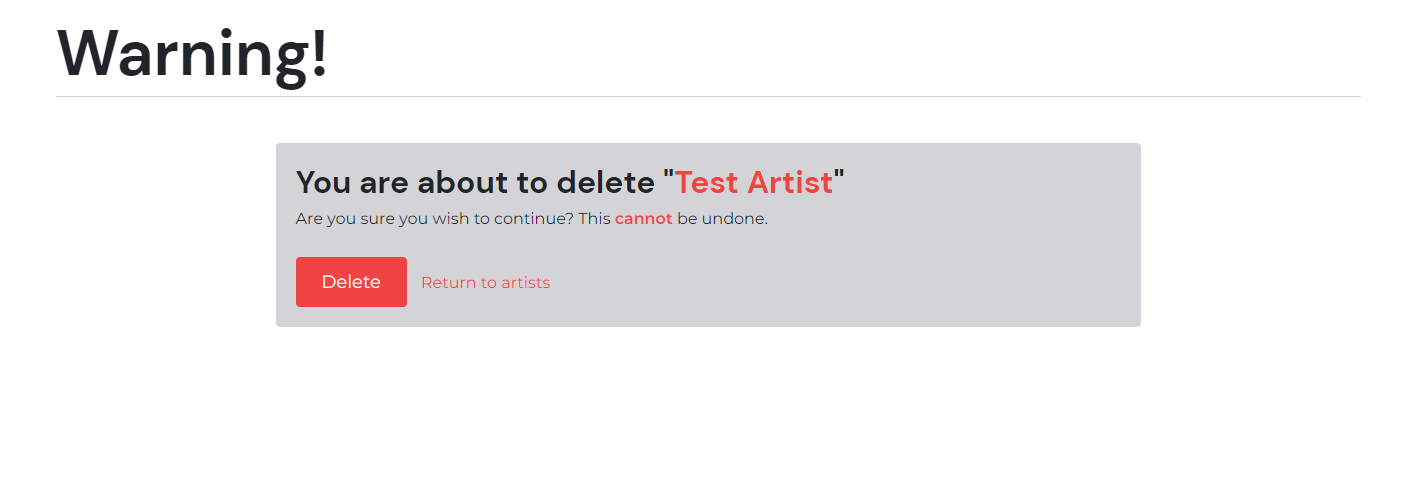 Warning!
You are about to delete "Test Artist"
Are you sure you wish to continue? This cannot be undone.
Delete
Return to artists